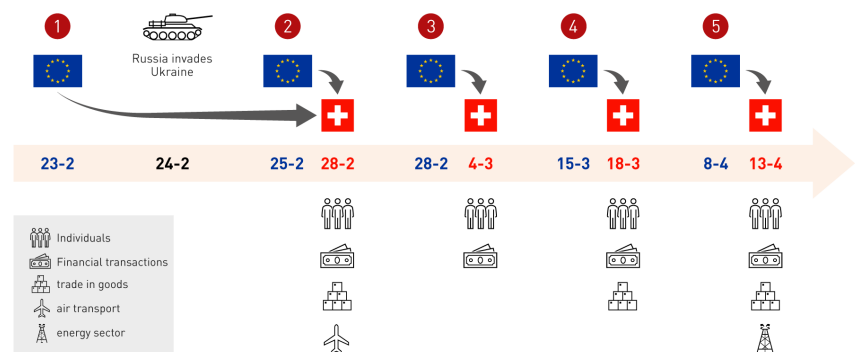 1
2
3
4
5
Russia invades
Ukraine
23-2
24-2
25-2
28-2
28-2
4-3
15-3
18-3
8-4
13-4
Individuals
Financial transactions
trade in goods
air transport
energy sector